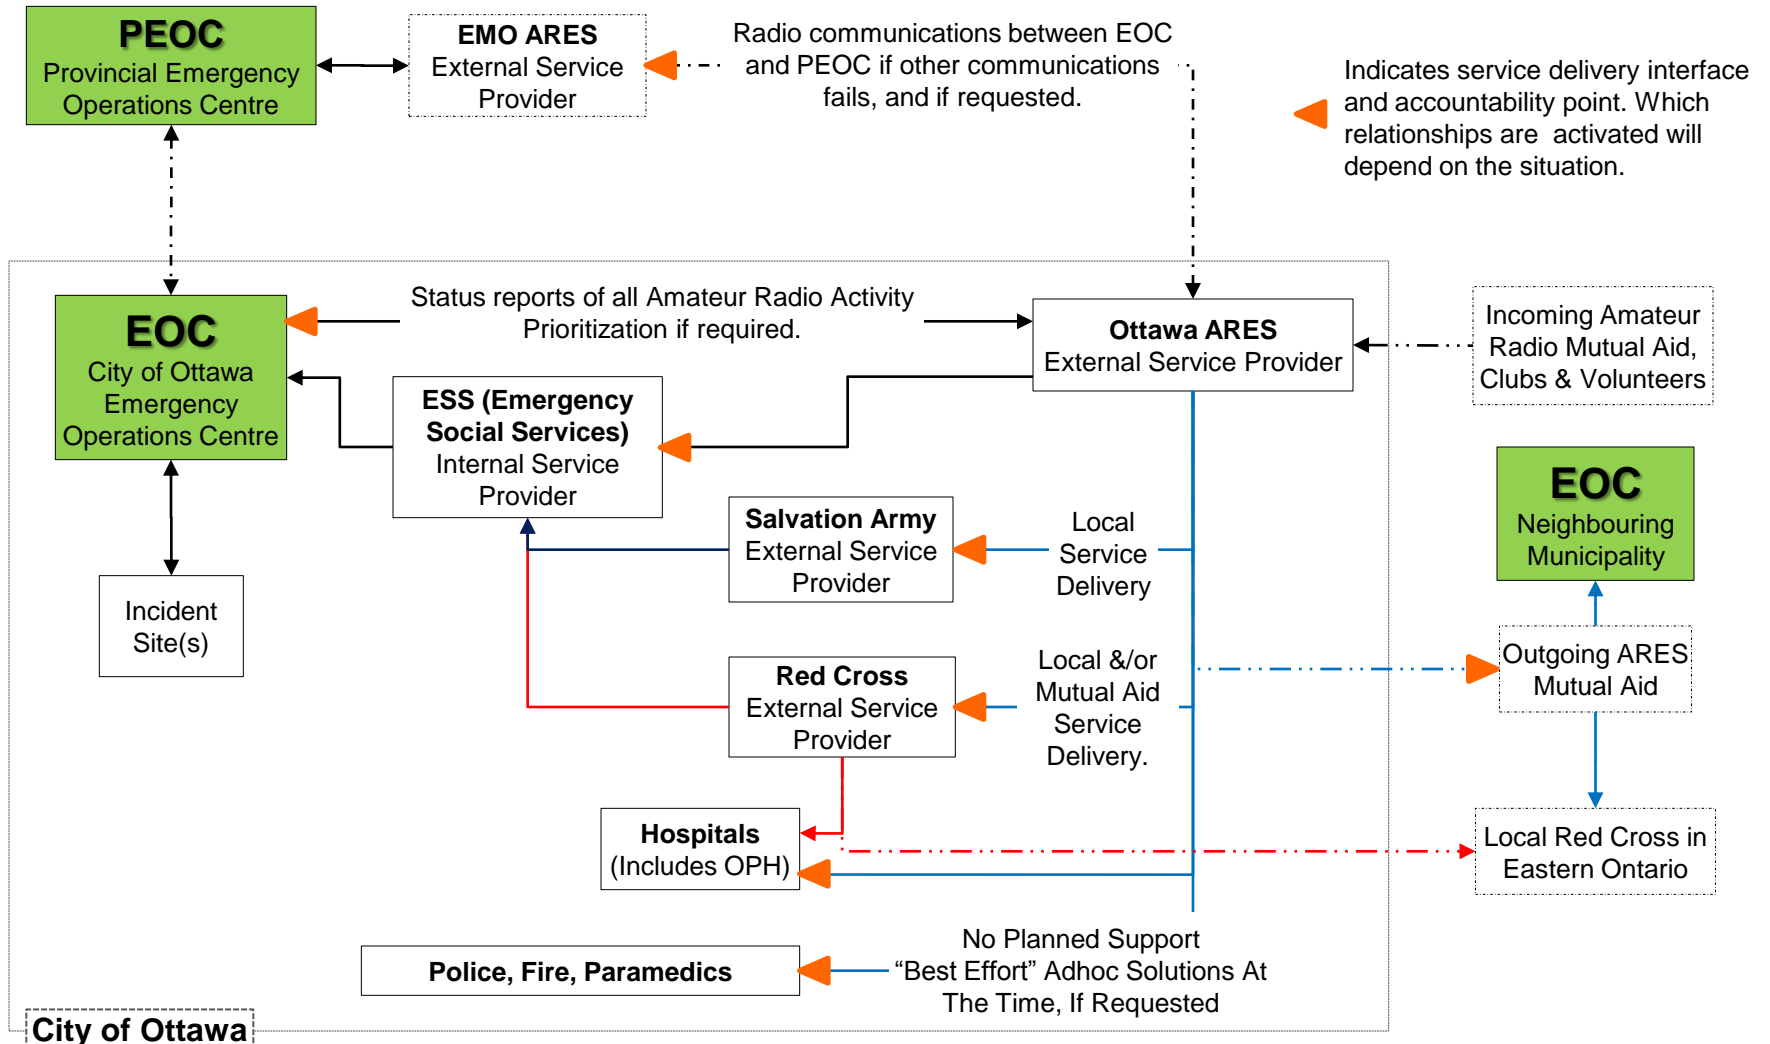 PEOC
Provincial Emergency
Operations Centre
EMO ARES
External Service
Provider
Radio communications between EOC
and PEOC if other communications
fails, and if requested.
Indicates service delivery interface
and accountability point. Which
relationships are activated will
depend on the situation.
EOC
City of Ottawa
Emergency
Operations Centre
Status reports of all Amateur Radio Activity
Prioritization if required.
Ottawa ARES
External Service Provider
Incoming Amateur
Radio Mutual Aid,
Clubs & Volunteers
ESS (Emergency
Social Services)
Internal Service
Provider
Salvation Army
External Service
Provider
Local
Service
Delivery
EOC
Neighbouring
Municipality
Incident
Site(s)
Red Cross
External Service
Provider
Local &/or
Mutual Aid
Service
Delivery.
Outgoing ARES
Mutual Aid
Hospitals
(Includes OPH)
Local Red Cross in
Eastern Ontario
Police, Fire, Paramedics
No Planned Support
“Best Effort” Adhoc Solutions At
The Time, If Requested
City of Ottawa